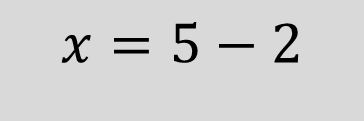 x = 5 − 2